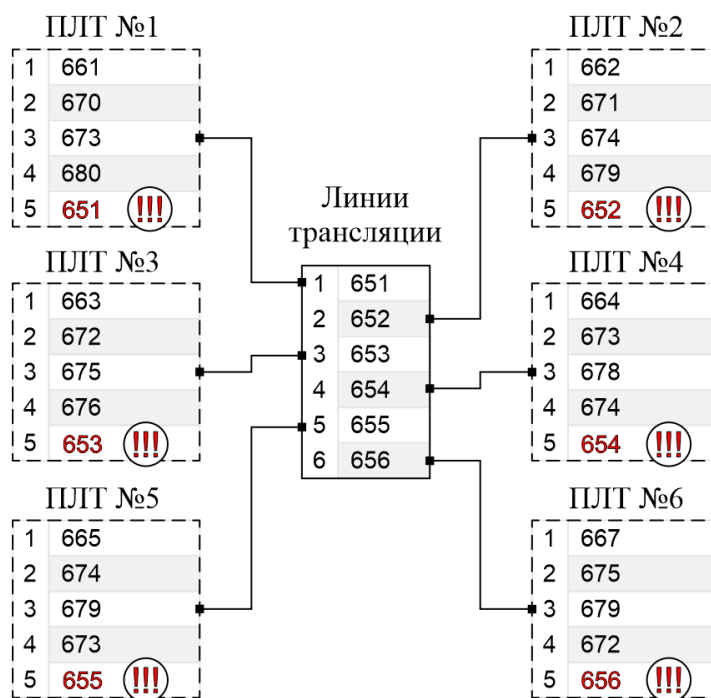 ПЛТ №1
1 661
2 670
3 673
4 680
5 651 !!!
ПЛТ №2
1 662
2 671
3 674
4 679
5 652 !!!
Линии
трансляции
1 651
2 652
3 653
4 654
5 655
6 656
ПЛТ №3
1 663
2 672
3 675
4 676
5 653 !!!
ПЛТ №4
1 664
2 673
3 678
4 674
5 654 !!!
ПЛТ №5
1 665
2 674
3 679
4 673
5 655 !!!
ПЛТ №6
1 667
2 675
3 679
4 672
5 656 !!!